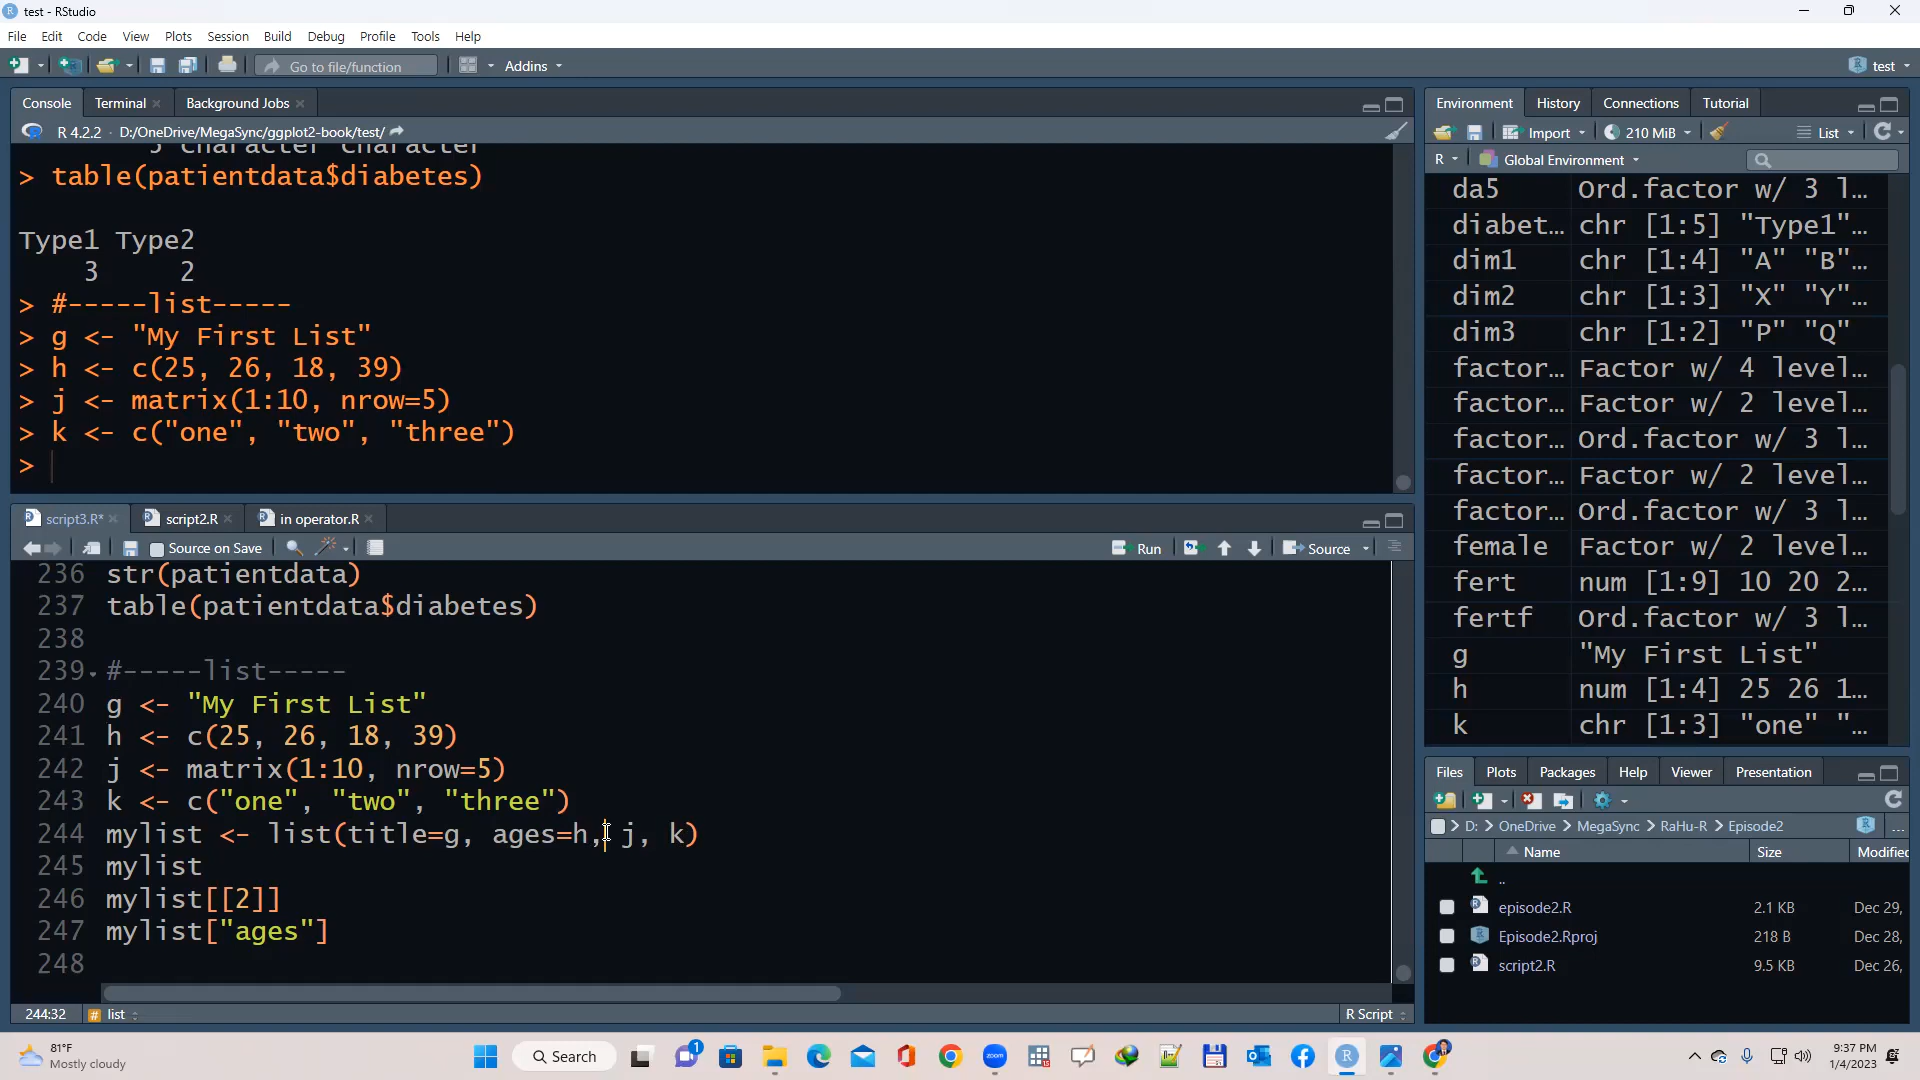 test - RStudio
File Edit Code View Plots Session Build Debug Profile Tools Help
Go to file/function Addins test
Console Terminal Background Jobs
R 4.2.2 · D:/OneDrive/MegaSync/ggplot2-book/test/
5 character character
> table(patientdata$diabetes)
Type1 Type2
3 2
> #-----list-----
> g <- "My First List"
> h <- c(25, 26, 18, 39)
> j <- matrix(1:10, nrow=5)
> k <- c("one", "two", "three")
>
script3.R* script2.R in operator.R
Source on Save Run Source
236 str(patientdata)
237 table(patientdata$diabetes)
238
239 #-----list-----
240 g <- "My First List"
241 h <- c(25, 26, 18, 39)
242 j <- matrix(1:10, nrow=5)
243 k <- c("one", "two", "three")
244 mylist <- list(title=g, ages=h, j, k)
245 mylist
246 mylist[[2]]
247 mylist["ages"]
248
244:32 # list R Script
Environment History Connections Tutorial
Import 210 MiB List
R Global Environment
da5 Ord.factor w/ 3 l…
diabet… chr [1:5] "Type1"…
dim1 chr [1:4] "A" "B"…
dim2 chr [1:3] "X" "Y"…
dim3 chr [1:2] "P" "Q"
factor… Factor w/ 4 level…
factor… Factor w/ 2 level…
factor… Ord.factor w/ 3 l…
factor… Factor w/ 2 level…
factor… Ord.factor w/ 3 l…
female Factor w/ 2 level…
fert num [1:9] 10 20 2…
fertf Ord.factor w/ 3 l…
g "My First List"
h num [1:4] 25 26 1…
k chr [1:3] "one" "…
Files Plots Packages Help Viewer Presentation
D: OneDrive MegaSync RaHu-R Episode2 ...
Name Size Modified
..
episode2.R 2.1 KB Dec 29,
Episode2.Rproj 218 B Dec 28,
script2.R 9.5 KB Dec 26,
81°F
Mostly cloudy
Search
1
zoom
9:37 PM
1/4/2023